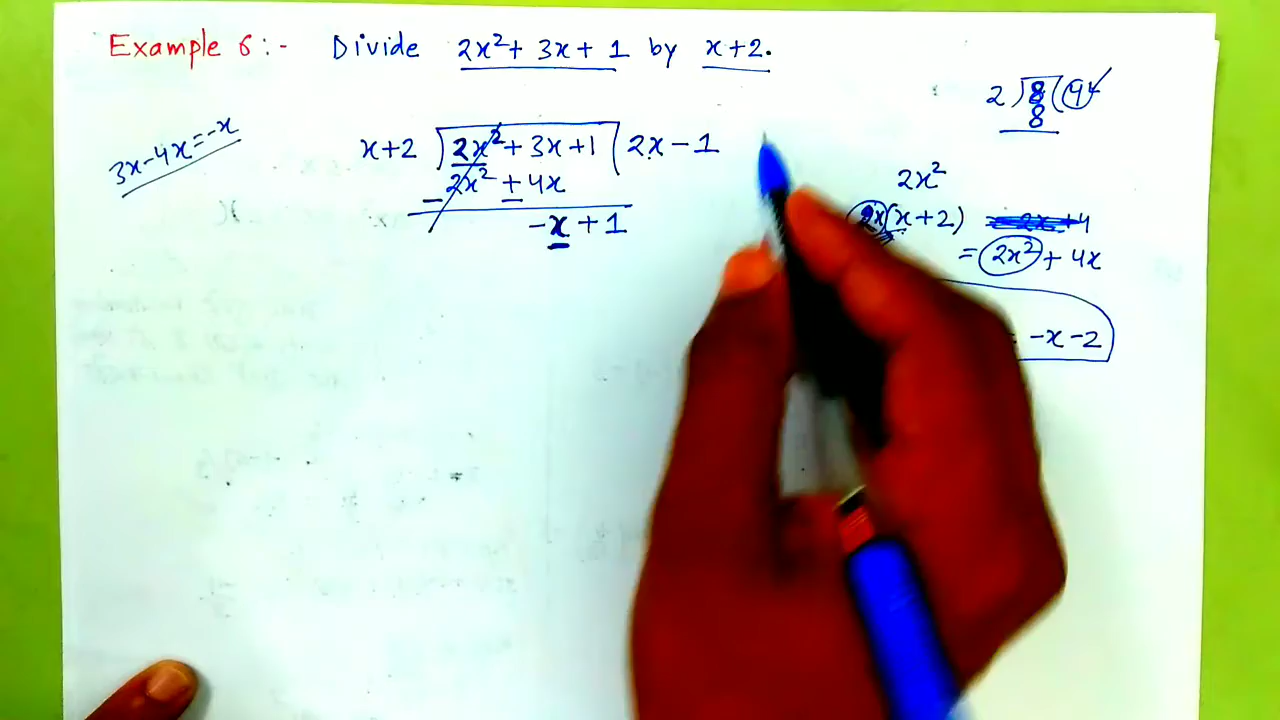 Example 6:- Divide 2x²+ 3x+ 1 by x+2.
3x-4x=-x
x+2 ) 2x²+ 3x+1 ( 2x-1
2x² + 4x
-x + 1
2 ) 8 ( 4
8
2x²
2x(x+2)
= 2x² + 4x
-x-2